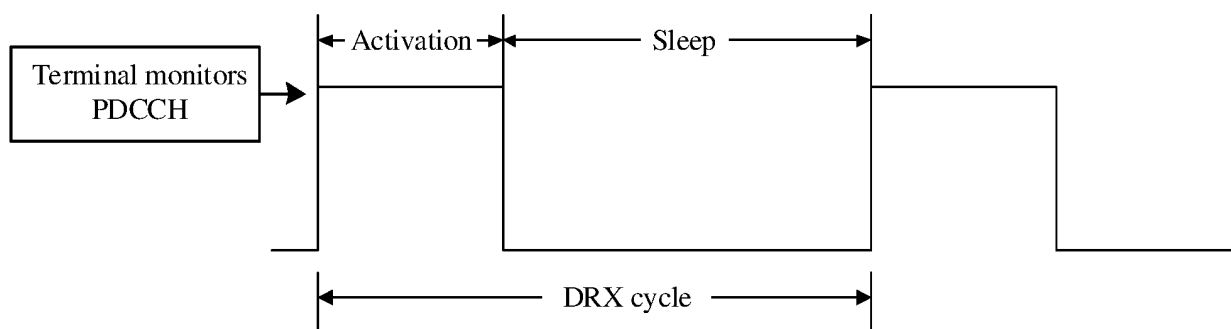 Activation
Sleep
Terminal monitors
PDCCH
DRX cycle